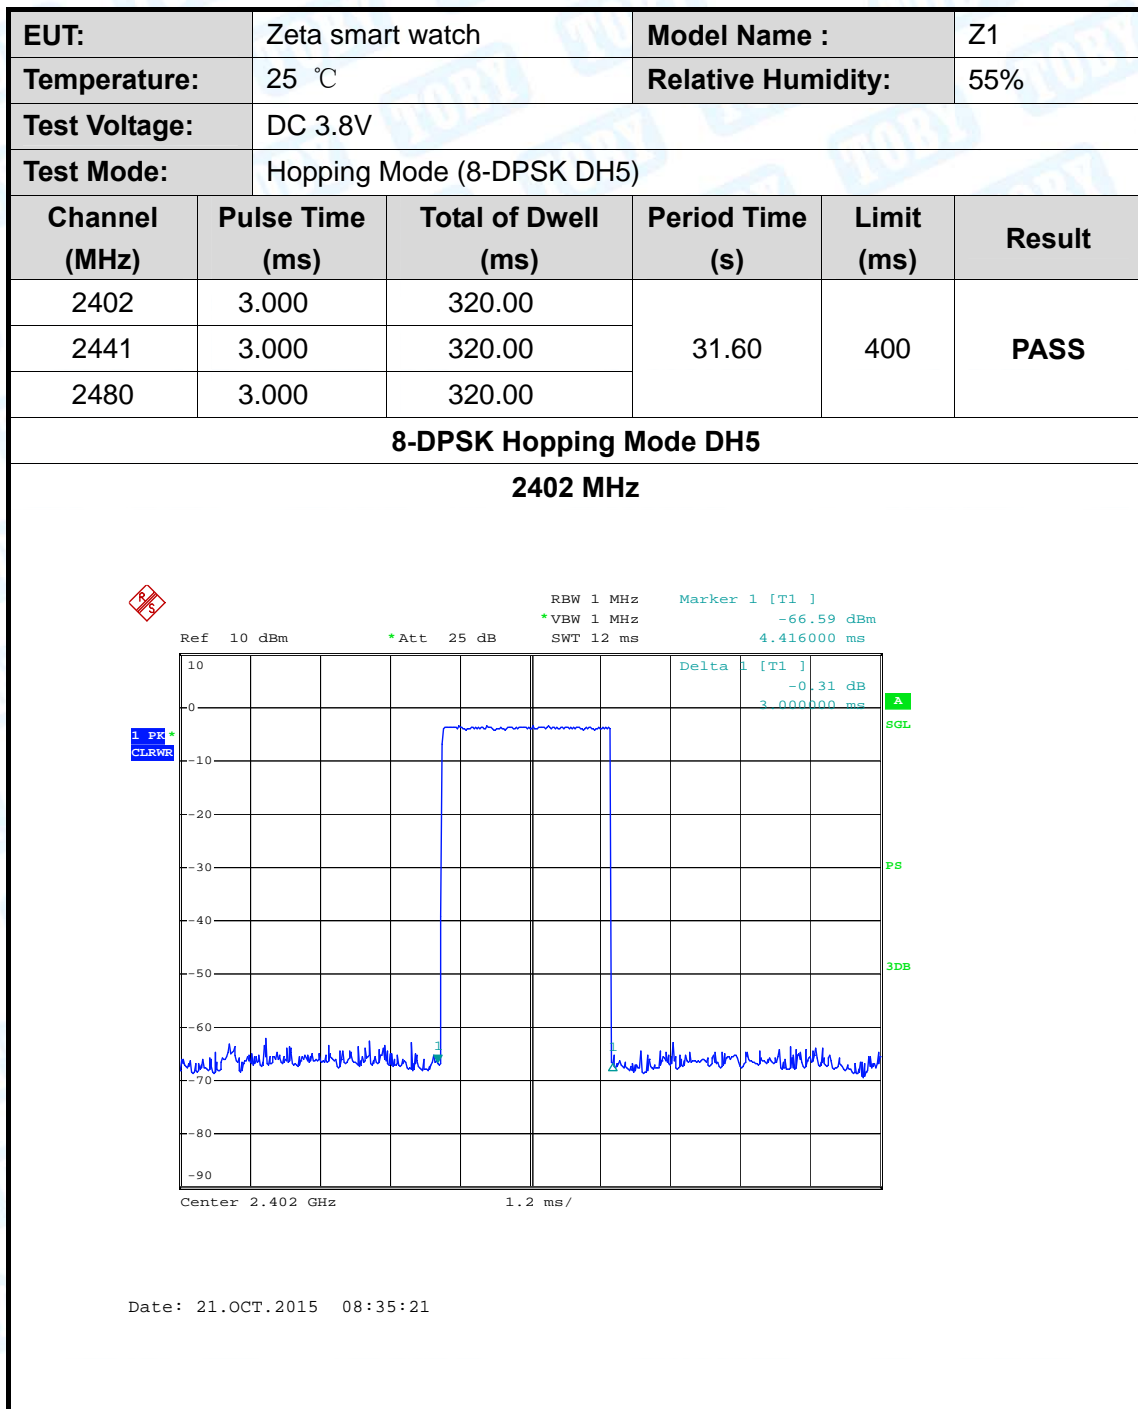 EUT: Zeta smart watch Model Name : Z1
Temperature: 25 ℃ Relative Humidity: 55%
Test Voltage: DC 3.8V
Test Mode: Hopping Mode (8-DPSK DH5)
Channel (MHz) Pulse Time (ms) Total of Dwell (ms) Period Time (s) Limit (ms) Result
2402 3.000 320.00
2441 3.000 320.00 31.60 400 PASS
2480 3.000 320.00
8-DPSK Hopping Mode DH5
2402 MHz
R S
RBW 1 MHz Marker 1 [T1 ]
*VBW 1 MHz -66.59 dBm
Ref 10 dBm *Att 25 dB SWT 12 ms 4.416000 ms
10 Delta 1 [T1 ]
-0.31 dB
0 3.000000 ms A
SGL
1 PK *
CLRWR
-10
-20
-30 PS
-40
-50 3DB
-60
1 1
-70
-80
-90
Center 2.402 GHz 1.2 ms/
Date: 21.OCT.2015 08:35:21
TOBY